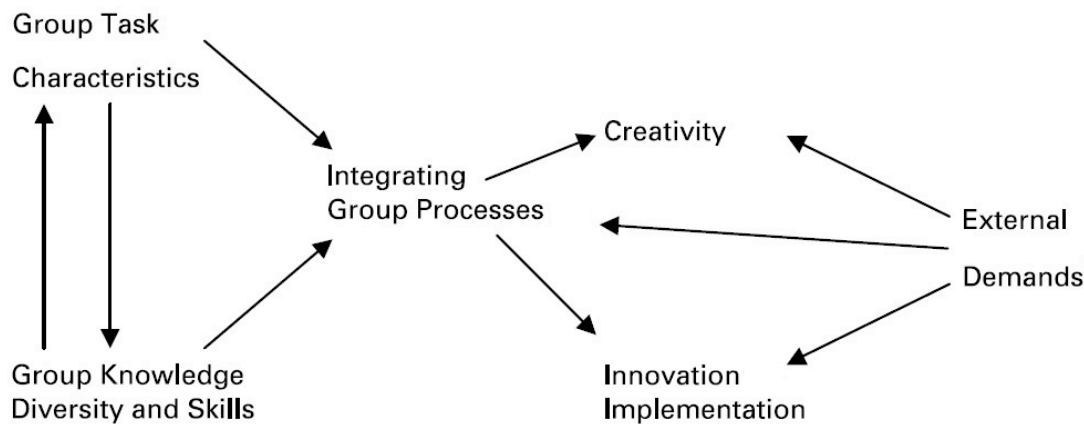 Group Task
Characteristics
Creativity
Integrating
Group Processes
External
Demands
Group Knowledge
Diversity and Skills
Innovation
Implementation